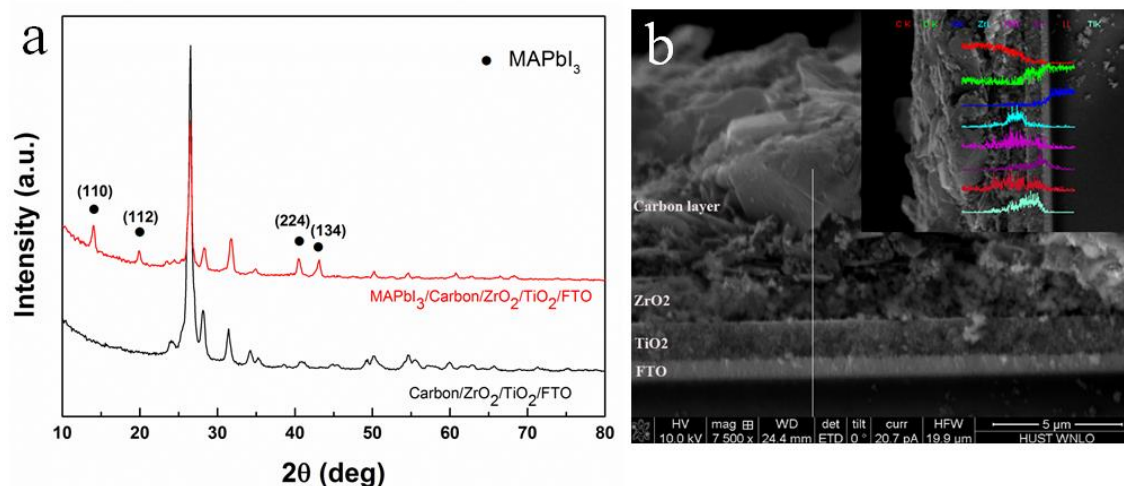 a
MAPbI₃
(110)
(112)
(224)
(134)
MAPbI₃/Carbon/ZrO₂/TiO₂/FTO
Carbon/ZrO₂/TiO₂/FTO
Intensity (a.u.)
10 20 30 40 50 60 70 80
2θ (deg)
b
C K
ZrL
TiK
Carbon layer
ZrO2
TiO2
FTO
HV mag WD det tilt curr HFW
10.0 kV 7 500 x 24.4 mm ETD 0° 20.7 pA 19.9 μm
5 μm
HUST WNLO